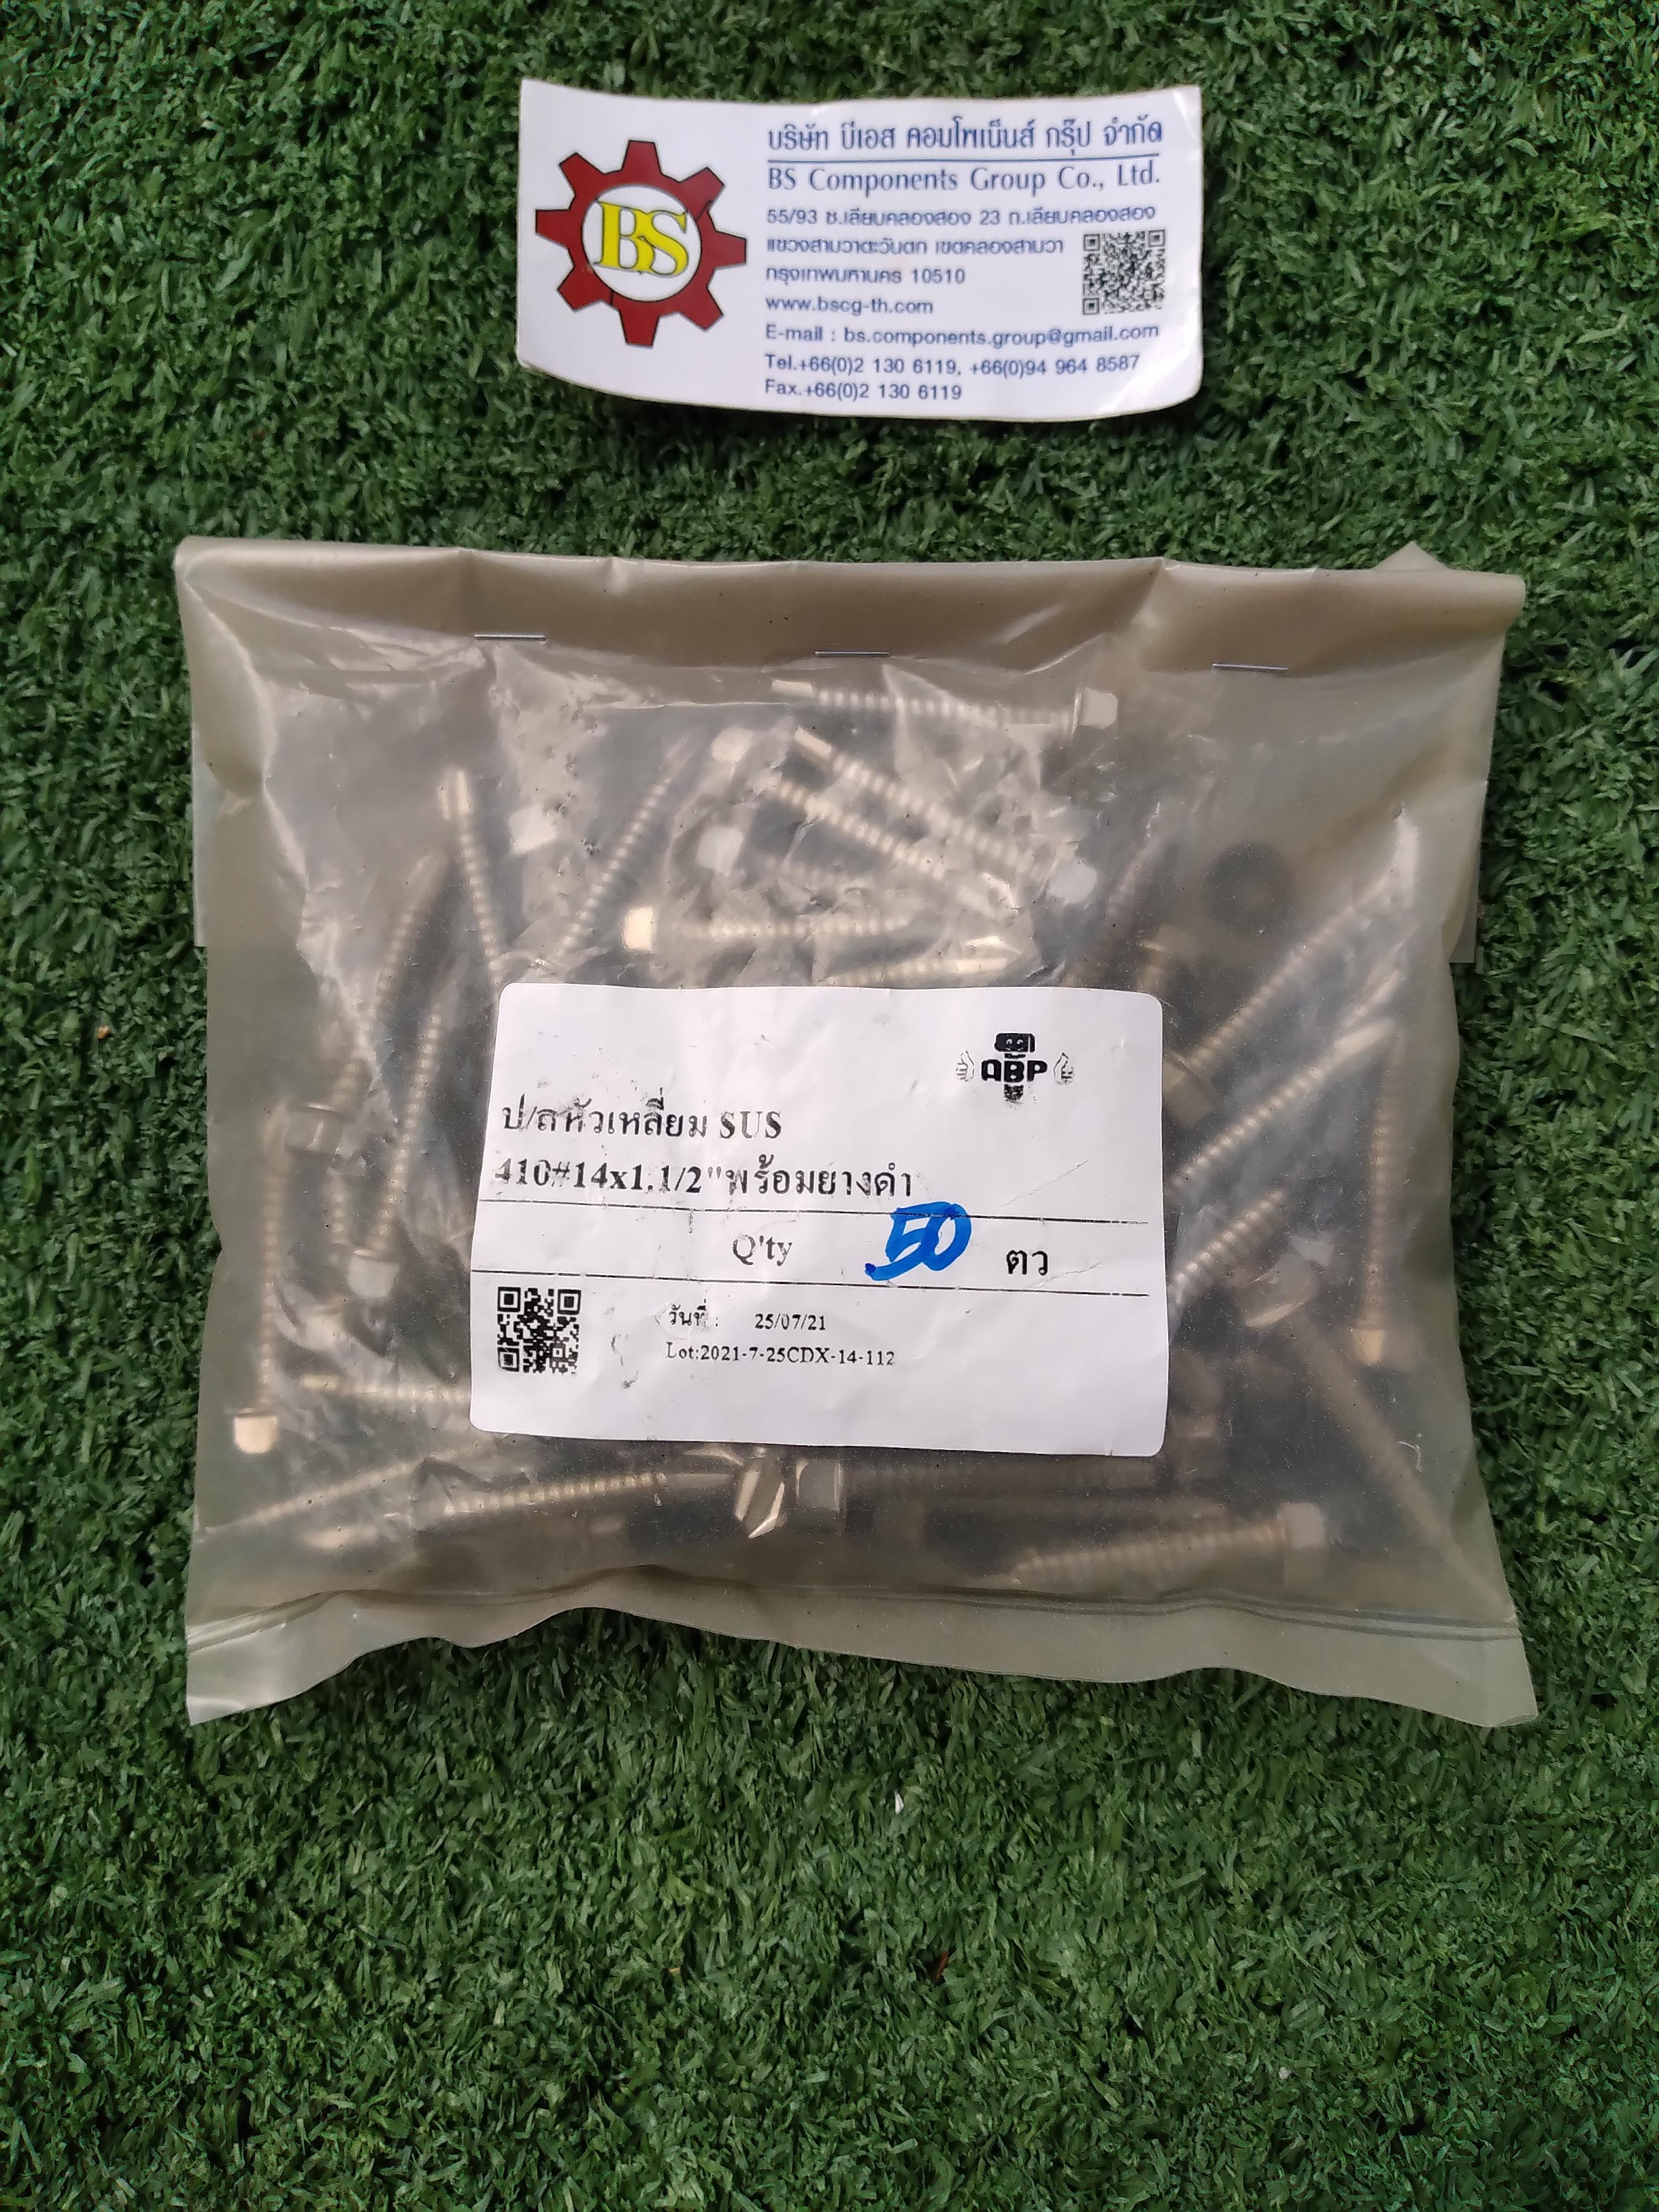 บริษัท บีเอส คอมโพเน็นส์ กรุ๊ป จำกัด
BS Components Group Co., Ltd.
BS
55/93 ซ.เลียบคลองสอง 23 ถ.เลียบคลองสอง
แขวงสามวาตะวันตก เขตคลองสามวา
กรุงเทพมหานคร 10510
www.bscg-th.com
E-mail : bs.components.group@gmail.com
Tel.+66(0)2 130 6119, +66(0)94 964 8587
Fax.+66(0)2 130 6119
ABP
ป/ลหัวเหลี่ยม SUS
410#14x1.1/2"พร้อมยางดำ
Q'ty 50 ตัว
วันที่ : 25/07/21
Lot:2021-7-25CDX-14-112